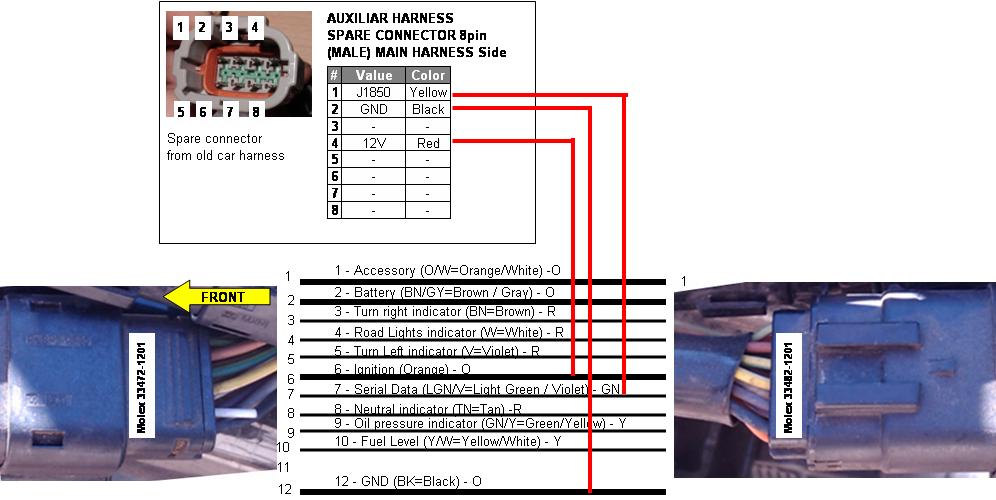 AUXILIAR HARNESS
SPARE CONNECTOR 8pin
(MALE) MAIN HARNESS Side
1 2 3 4
5 6 7 8
Spare connector
from old car harness
# Value Color
1 J1850 Yellow
2 GND Black
3 - -
4 12V Red
5 - -
6 - -
7 - -
8 - -
FRONT
Molex 33472-1201
Molex 33482-1201
1 1 - Accessory (O/W=Orange/White) -O 1
2 2 - Battery (BN/GY=Brown / Gray) - O
3 3 - Turn right indicator (BN=Brown) - R
4 4 - Road Lights indicator (W=White) - R
5 5 - Turn Left indicator (V=Violet) - R
6 6 - Ignition (Orange) - O
7 7 - Serial Data (LGN/V=Light Green / Violet) - GN
8 8 - Neutral indicator (TN=Tan) -R
9 9 - Oil pressure indicator (GN/Y=Green/Yellow) - Y
10 10 - Fuel Level (Y/W=Yellow/White) - Y
11
12 12 - GND (BK=Black) - O